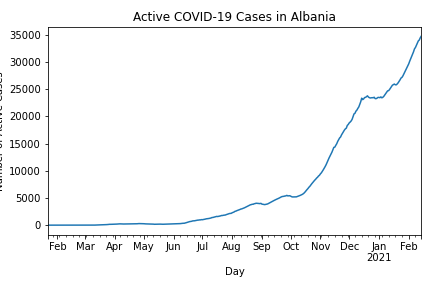 Active COVID-19 Cases in Albania
Number of Active Cases
35000
30000
25000
20000
15000
10000
5000
0
Feb Mar Apr May Jun Jul Aug Sep Oct Nov Dec Jan Feb
2021
Day